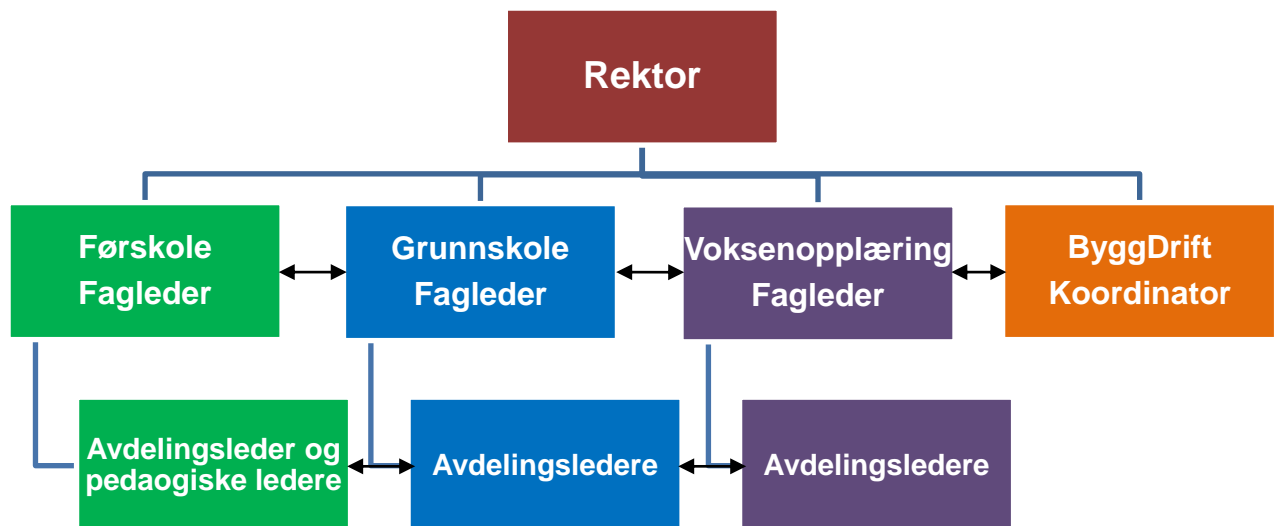 Rektor
Førskole
Fagleder
Grunnskole
Fagleder
Voksenopplæring
Fagleder
ByggDrift
Koordinator
Avdelingsleder og
pedaogiske ledere
Avdelingsledere
Avdelingsledere